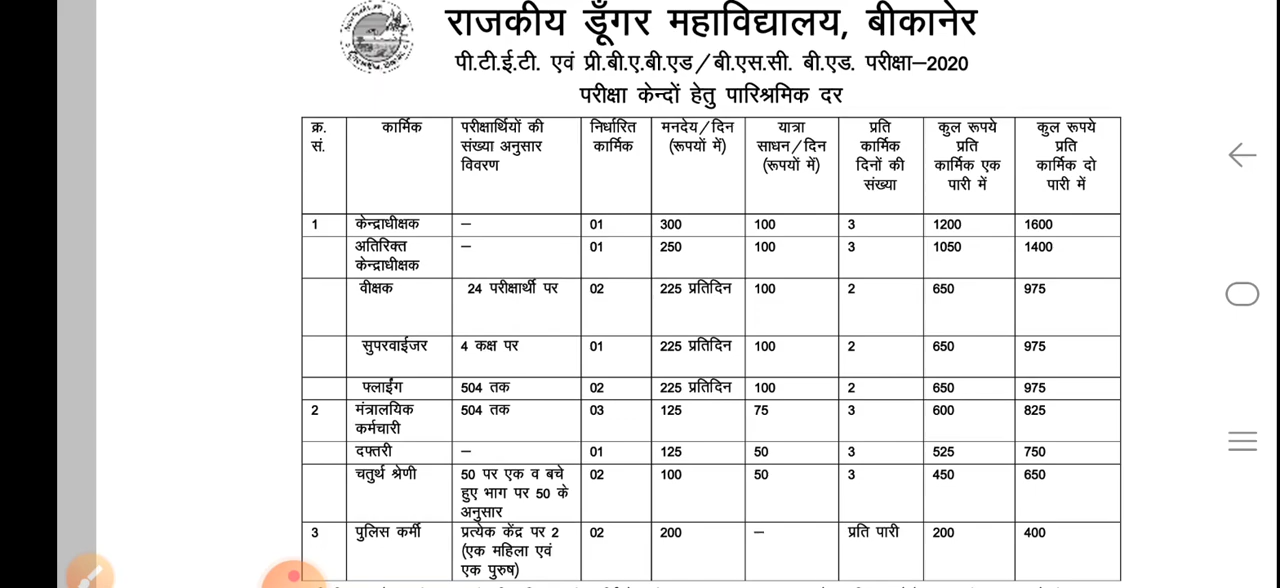 राजकीय डूँगर महाविद्यालय, बीकानेर
पी.टी.ई.टी. एवं प्री.बी.ए.बी.एड/बी.एस.सी. बी.एड. परीक्षा–2020
परीक्षा केन्दों हेतु पारिश्रमिक दर
क्र. सं. कार्मिक परीक्षार्थियों की संख्या अनुसार विवरण निर्धारित कार्मिक मनदेय/दिन (रूपयों में) यात्रा साधन/दिन (रूपयों में) प्रति कार्मिक दिनों की संख्या कुल रूपये प्रति कार्मिक एक पारी में कुल रूपये प्रति कार्मिक दो पारी में
1 केन्द्राधीक्षक – 01 300 100 3 1200 1600
अतिरिक्त केन्द्राधीक्षक – 01 250 100 3 1050 1400
वीक्षक 24 परीक्षार्थी पर 02 225 प्रतिदिन 100 2 650 975
सुपरवाईजर 4 कक्ष पर 01 225 प्रतिदिन 100 2 650 975
फ्लाईंग 504 तक 02 225 प्रतिदिन 100 2 650 975
2 मंत्रालयिक कर्मचारी 504 तक 03 125 75 3 600 825
दफ्तरी – 01 125 50 3 525 750
चतुर्थ श्रेणी 50 पर एक व बचे हुए भाग पर 50 के अनुसार 02 100 50 3 450 650
3 पुलिस कर्मी प्रत्येक केंद्र पर 2 (एक महिला एवं एक पुरुष) 02 200 – प्रति पारी 200 400